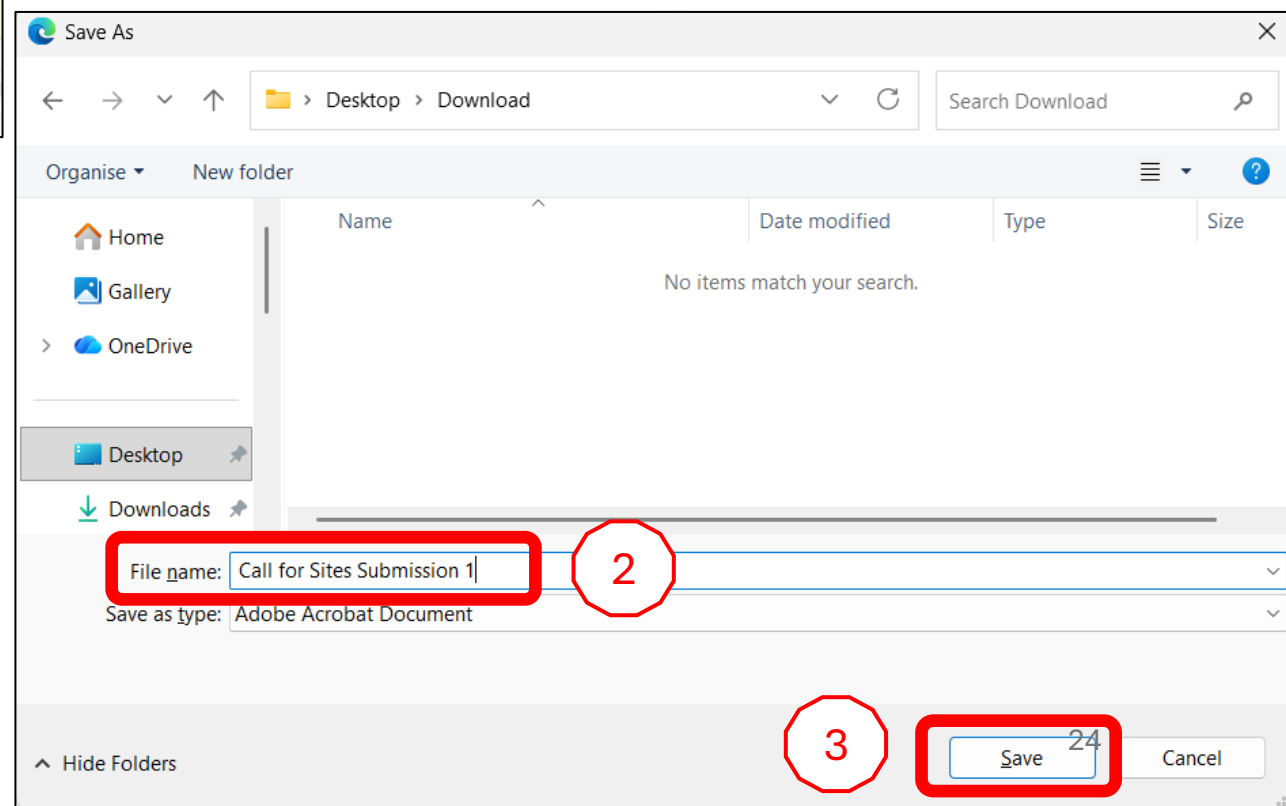 Save As
Desktop > Download
Search Download
Organise
New folder
Name
Date modified
Type
Size
Home
No items match your search.
Gallery
OneDrive
Desktop
Downloads
File name: Call for Sites Submission 1
2
Save as type: Adobe Acrobat Document
3
24
Hide Folders
Save
Cancel